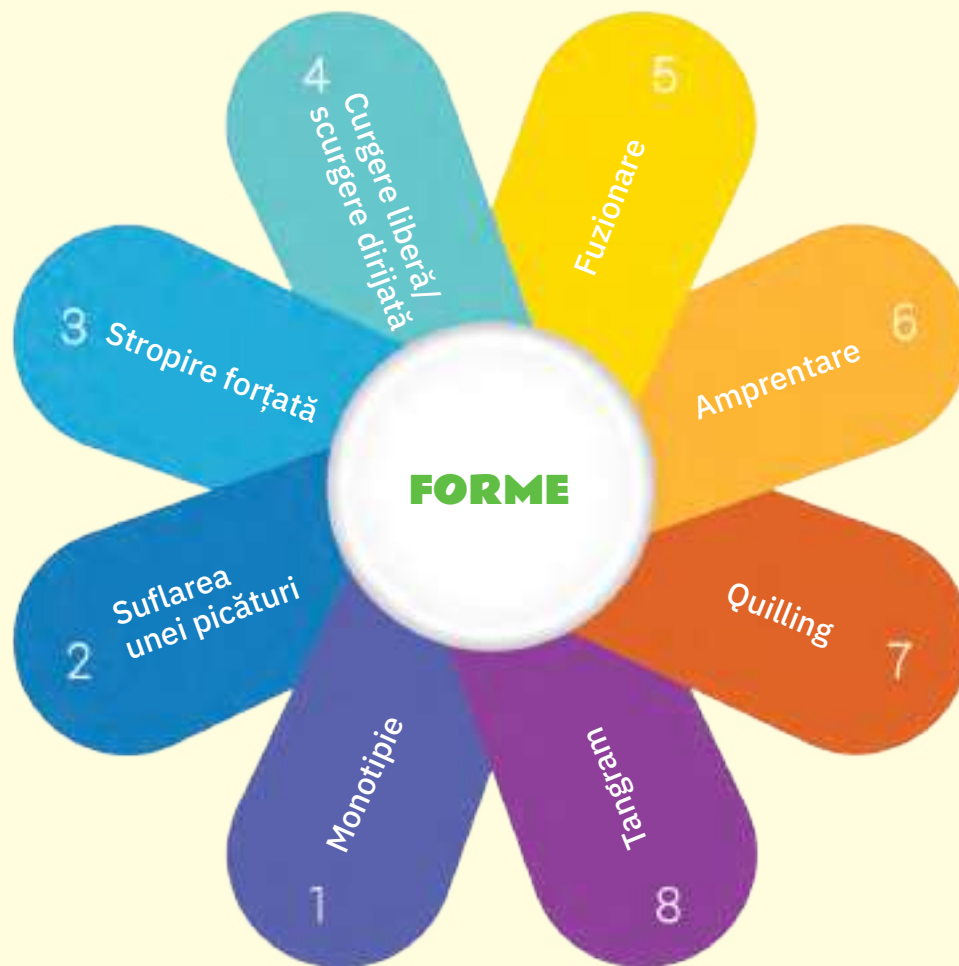 FORME
1
Monotipie
2
Suflarea
unei picături
3
Stropire forțată
4
Curgere liberă/
scurgere dirijată
5
Fuzionare
6
Amprentare
7
Quilling
8
Tangram